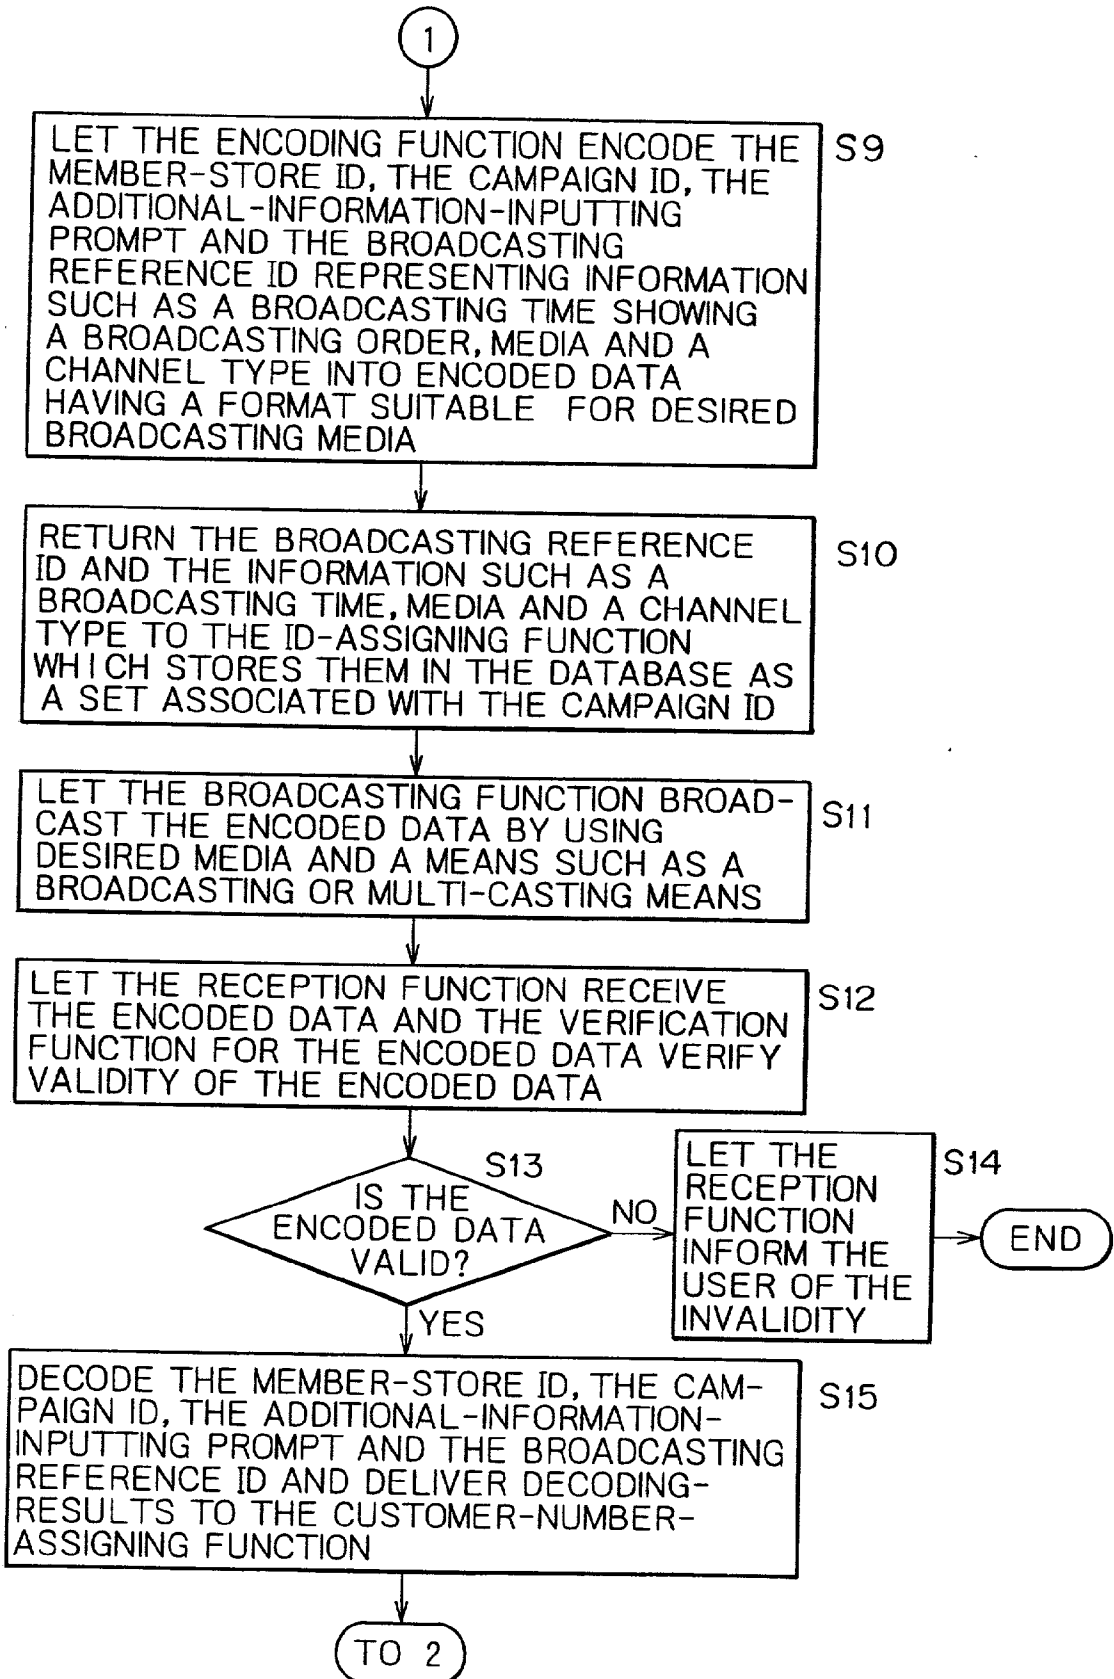 1
LET THE ENCODING FUNCTION ENCODE THE
MEMBER-STORE ID, THE CAMPAIGN ID, THE
ADDITIONAL-INFORMATION-INPUTTING
PROMPT AND THE BROADCASTING
REFERENCE ID REPRESENTING INFORMATION
SUCH AS A BROADCASTING TIME SHOWING
A BROADCASTING ORDER, MEDIA AND A
CHANNEL TYPE INTO ENCODED DATA
HAVING A FORMAT SUITABLE FOR DESIRED
BROADCASTING MEDIA
S9
RETURN THE BROADCASTING REFERENCE
ID AND THE INFORMATION SUCH AS A
BROADCASTING TIME, MEDIA AND A CHANNEL
TYPE TO THE ID-ASSIGNING FUNCTION
WHICH STORES THEM IN THE DATABASE AS
A SET ASSOCIATED WITH THE CAMPAIGN ID
S10
LET THE BROADCASTING FUNCTION BROAD-
CAST THE ENCODED DATA BY USING
DESIRED MEDIA AND A MEANS SUCH AS A
BROADCASTING OR MULTI-CASTING MEANS
S11
LET THE RECEPTION FUNCTION RECEIVE
THE ENCODED DATA AND THE VERIFICATION
FUNCTION FOR THE ENCODED DATA VERIFY
VALIDITY OF THE ENCODED DATA
S12
S13
IS THE
ENCODED DATA
VALID?
NO
LET THE
RECEPTION
FUNCTION
INFORM THE
USER OF THE
INVALIDITY
S14
END
YES
DECODE THE MEMBER-STORE ID, THE CAM-
PAIGN ID, THE ADDITIONAL-INFORMATION-
INPUTTING PROMPT AND THE BROADCASTING
REFERENCE ID AND DELIVER DECODING-
RESULTS TO THE CUSTOMER-NUMBER-
ASSIGNING FUNCTION
S15
TO 2